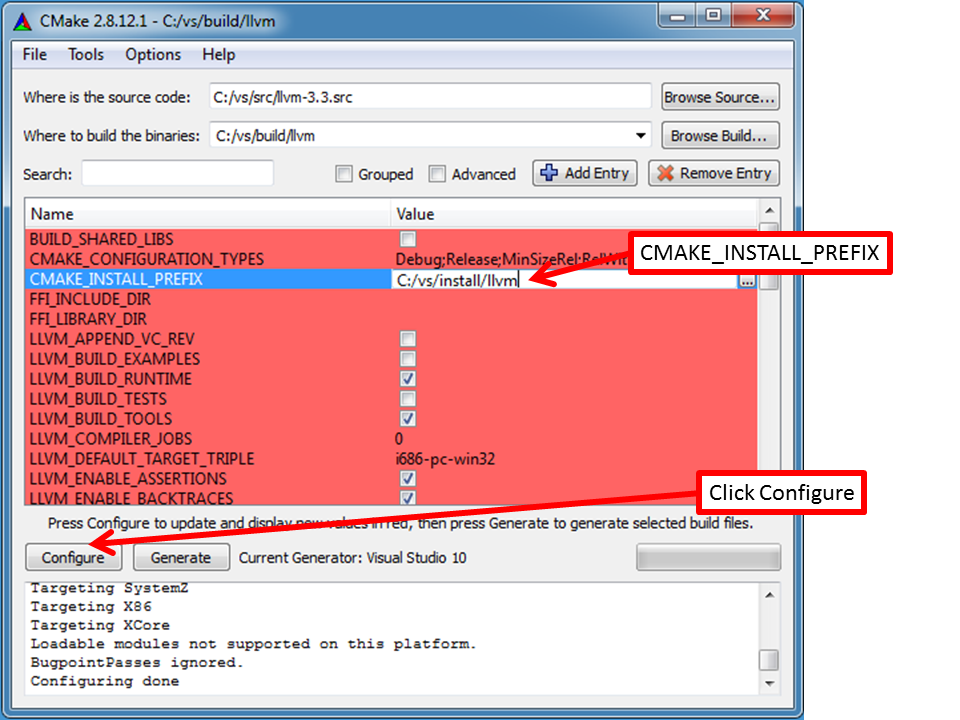 CMake 2.8.12.1 - C:/vs/build/llvm
File Tools Options Help
Where is the source code: C:/vs/src/llvm-3.3.src Browse Source...
Where to build the binaries: C:/vs/build/llvm Browse Build...
Search: Grouped Advanced Add Entry Remove Entry
Name Value
BUILD_SHARED_LIBS
CMAKE_CONFIGURATION_TYPES Debug;Release;MinSizeRel;RelWit
CMAKE_INSTALL_PREFIX
CMAKE_INSTALL_PREFIX C:/vs/install/llvm ...
FFI_INCLUDE_DIR
FFI_LIBRARY_DIR
LLVM_APPEND_VC_REV
LLVM_BUILD_EXAMPLES
LLVM_BUILD_RUNTIME
LLVM_BUILD_TESTS
LLVM_BUILD_TOOLS
LLVM_COMPILER_JOBS 0
LLVM_DEFAULT_TARGET_TRIPLE i686-pc-win32
LLVM_ENABLE_ASSERTIONS
LLVM_ENABLE_BACKTRACES
Click Configure
Press Configure to update and display new values in red, then press Generate to generate selected build files.
Configure Generate Current Generator: Visual Studio 10
Targeting SystemZ
Targeting X86
Targeting XCore
Loadable modules not supported on this platform.
BugpointPasses ignored.
Configuring done